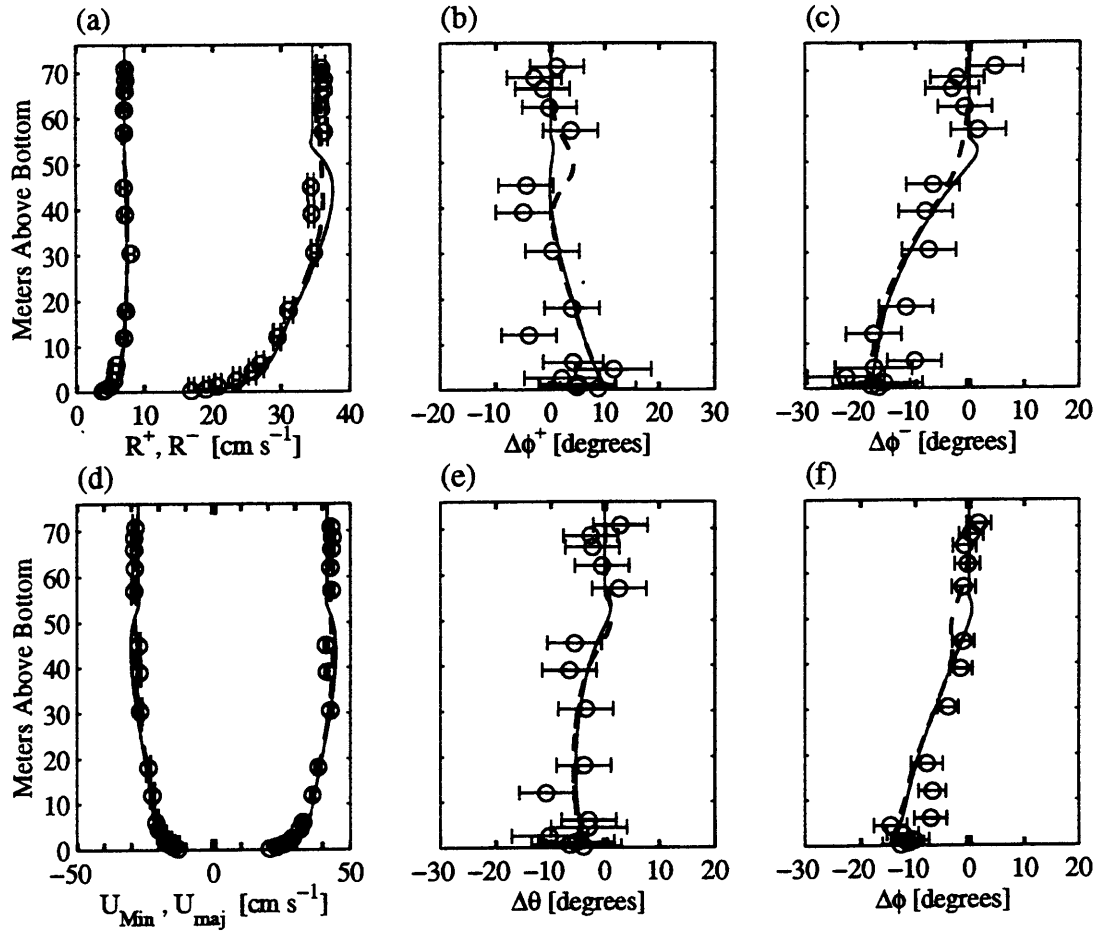 (a)
(b)
(c)
Meters Above Bottom
70
60
50
40
30
20
10
0
0 10 20 30 40
R⁺, R⁻ [cm s⁻¹]
−20 −10 0 10 20 30
Δϕ⁺ [degrees]
−30 −20 −10 0 10 20
Δϕ⁻ [degrees]
(d)
(e)
(f)
Meters Above Bottom
70
60
50
40
30
20
10
0
−50 0 50
U_Min, U_maj [cm s⁻¹]
−30 −20 −10 0 10 20
Δθ [degrees]
−30 −20 −10 0 10 20
Δϕ [degrees]